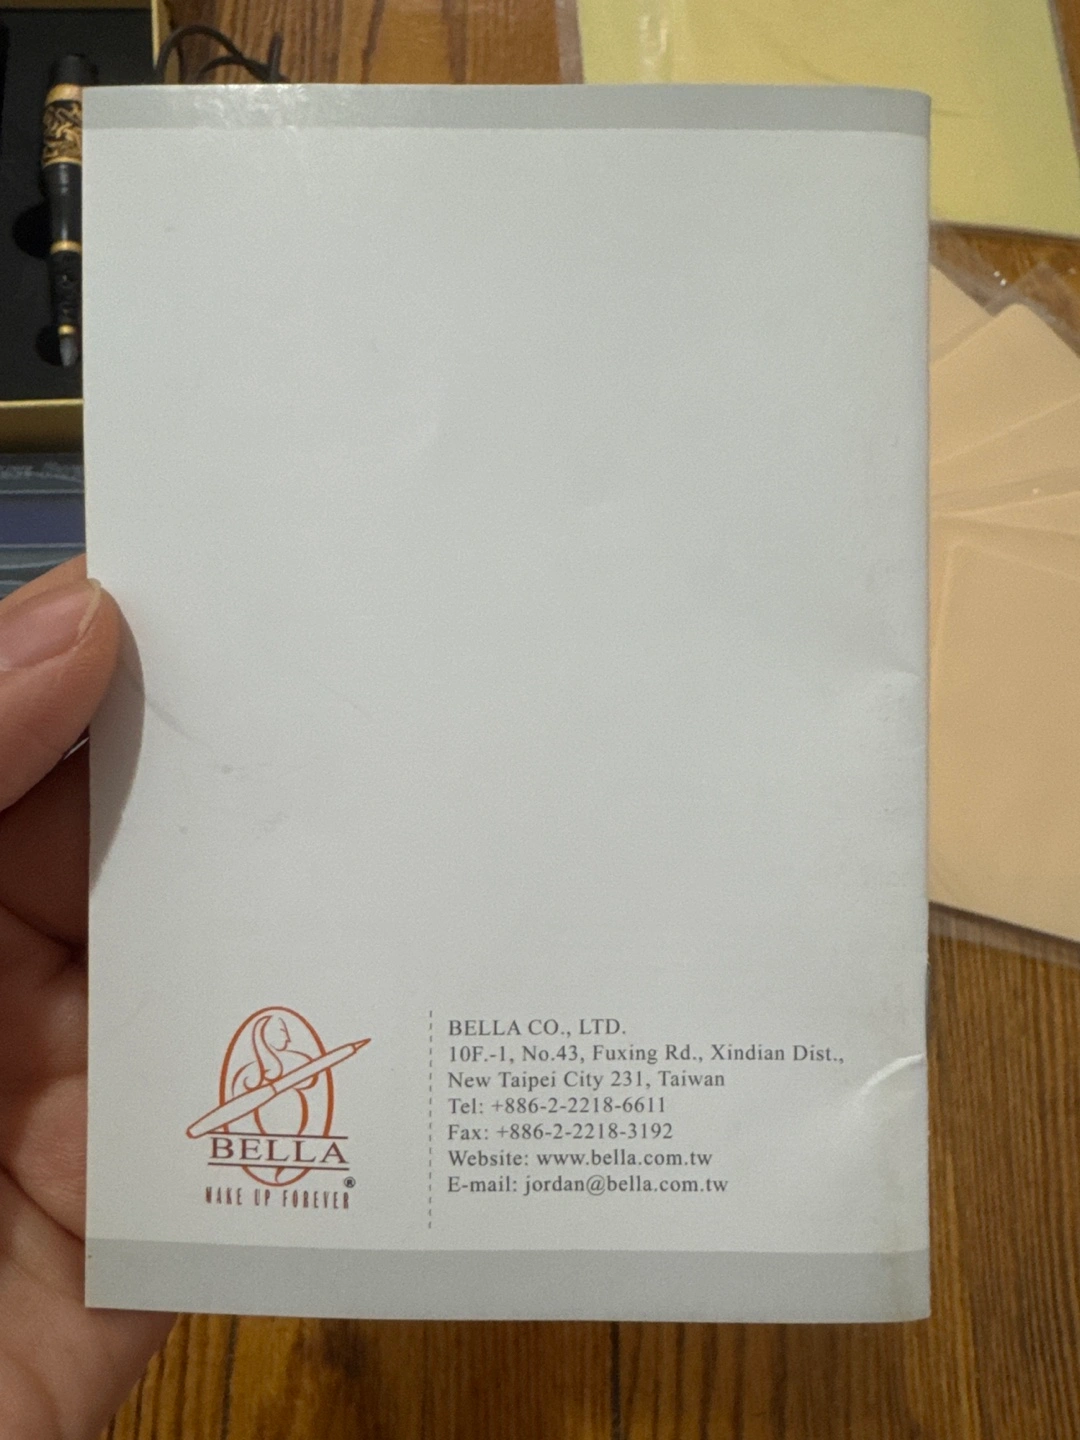 BELLA
®
MAKE UP FOREVER
BELLA CO., LTD.
10F.-1, No.43, Fuxing Rd., Xindian Dist.,
New Taipei City 231, Taiwan
Tel: +886-2-2218-6611
Fax: +886-2-2218-3192
Website: www.bella.com.tw
E-mail: jordan@bella.com.tw